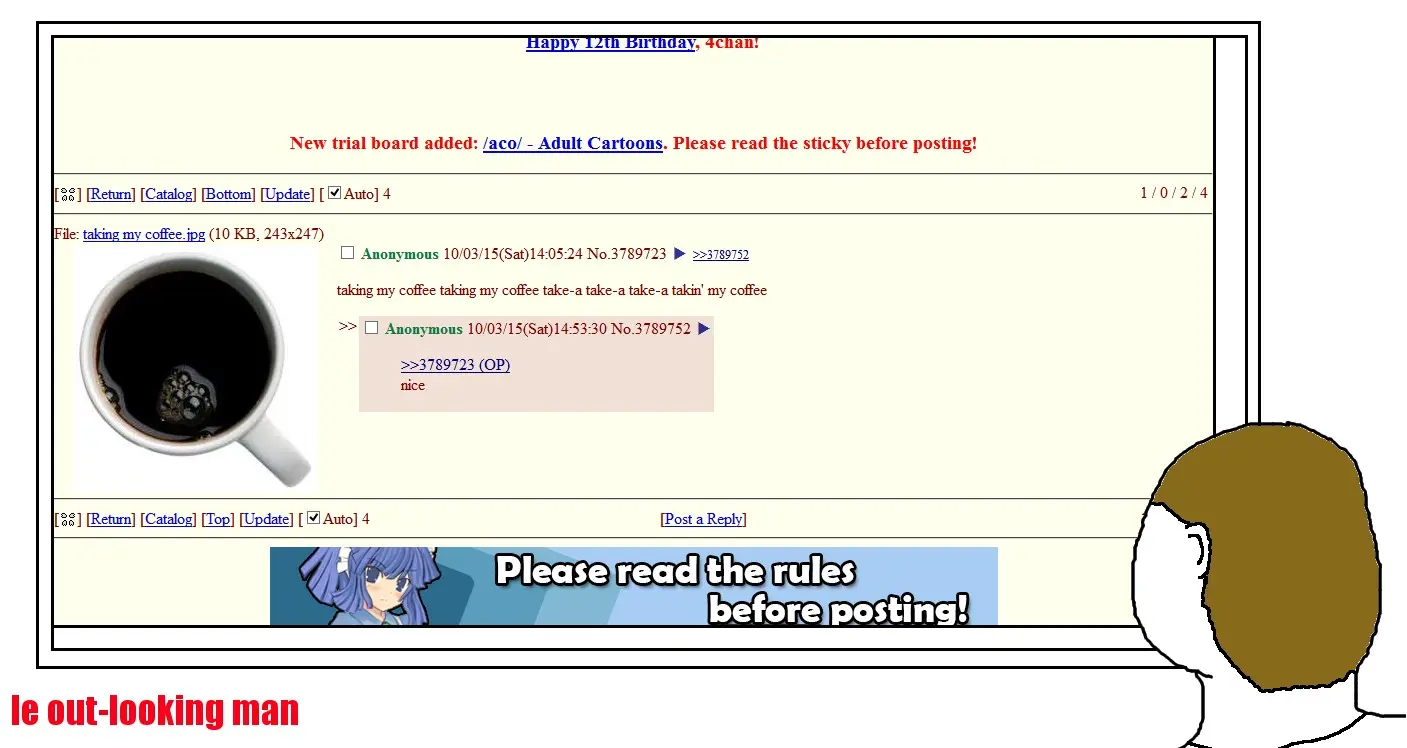 Happy 12th Birthday, 4chan!
New trial board added: /aco/ - Adult Cartoons. Please read the sticky before posting!
[⌘] [Return] [Catalog] [Bottom] [Update] [ Auto] 4 1 / 0 / 2 / 4
File: taking my coffee.jpg (10 KB, 243x247)
Anonymous 10/03/15(Sat)14:05:24 No.3789723 ▶ >>3789752
taking my coffee taking my coffee take-a take-a take-a takin' my coffee
>> Anonymous 10/03/15(Sat)14:53:30 No.3789752 ▶
>>3789723 (OP)
nice
[⌘] [Return] [Catalog] [Top] [Update] [ Auto] 4 [Post a Reply]
Please read the rules
before posting!
le out-looking man